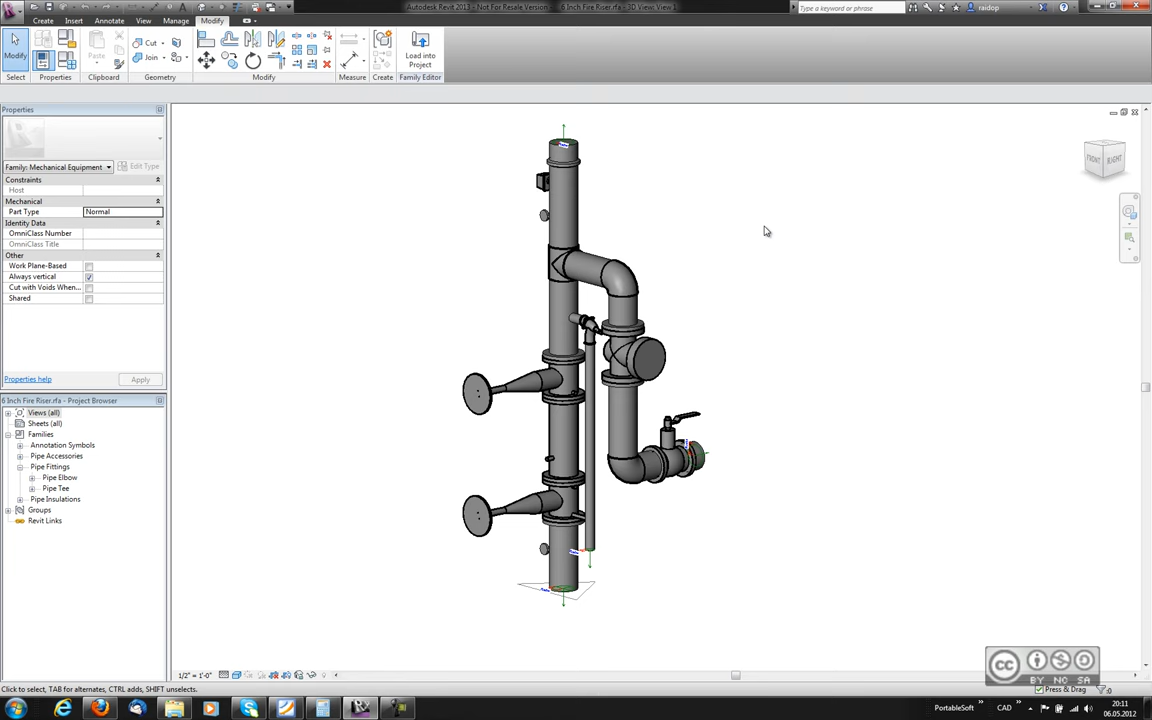 Autodesk Revit 2013 - Not For Resale Version - 6 Inch Fire Riser.rfa - 3D View: View 1
Type a keyword or phrase
raidop
Create
Insert
Annotate
View
Manage
Modify
Modify
Paste
Cut
Join
Load into
Project
Select
Properties
Clipboard
Geometry
Modify
Measure
Create
Family Editor
Properties
Family: Mechanical Equipment
Edit Type
Constraints
Host
Mechanical
Part Type
Normal
Identity Data
OmniClass Number
OmniClass Title
Other
Work Plane-Based
Always vertical
Cut with Voids When...
Shared
Properties help
Apply
FRONT
RIGHT
6 Inch Fire Riser.rfa - Project Browser
Views (all)
Sheets (all)
Families
Annotation Symbols
Pipe Accessories
Pipe Fittings
Pipe Elbow
Pipe Tee
Pipe Insulations
Groups
Revit Links
1/2" = 1'-0"
Click to select, TAB for alternates, CTRL adds, SHIFT unselects.
cc
BY NC SA
Press & Drag
:0
PortableSoft
CAD
20:11
06.05.2012